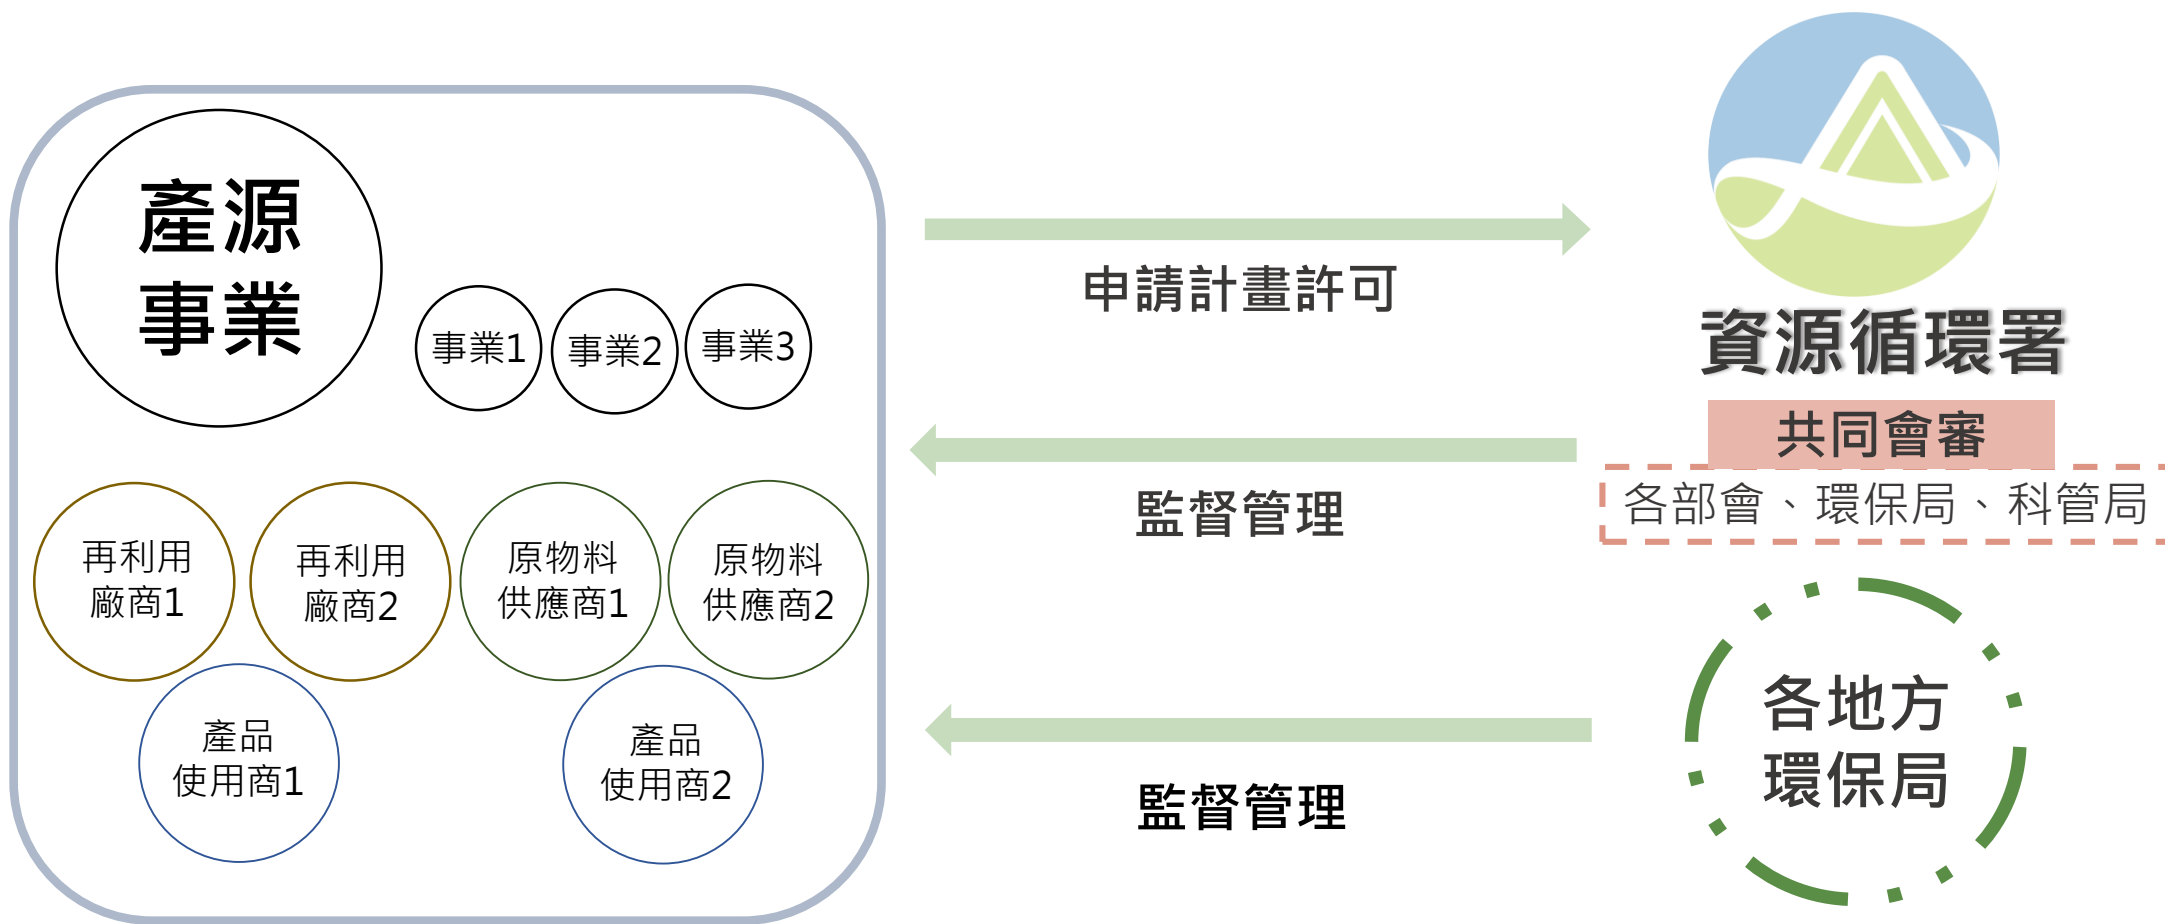 產源
事業
事業1
事業2
事業3
再利用
廠商1
再利用
廠商2
原物料
供應商1
原物料
供應商2
產品
使用商1
產品
使用商2
申請計畫許可
監督管理
監督管理
資源循環署
共同會審
各部會、環保局、科管局
各地方
環保局